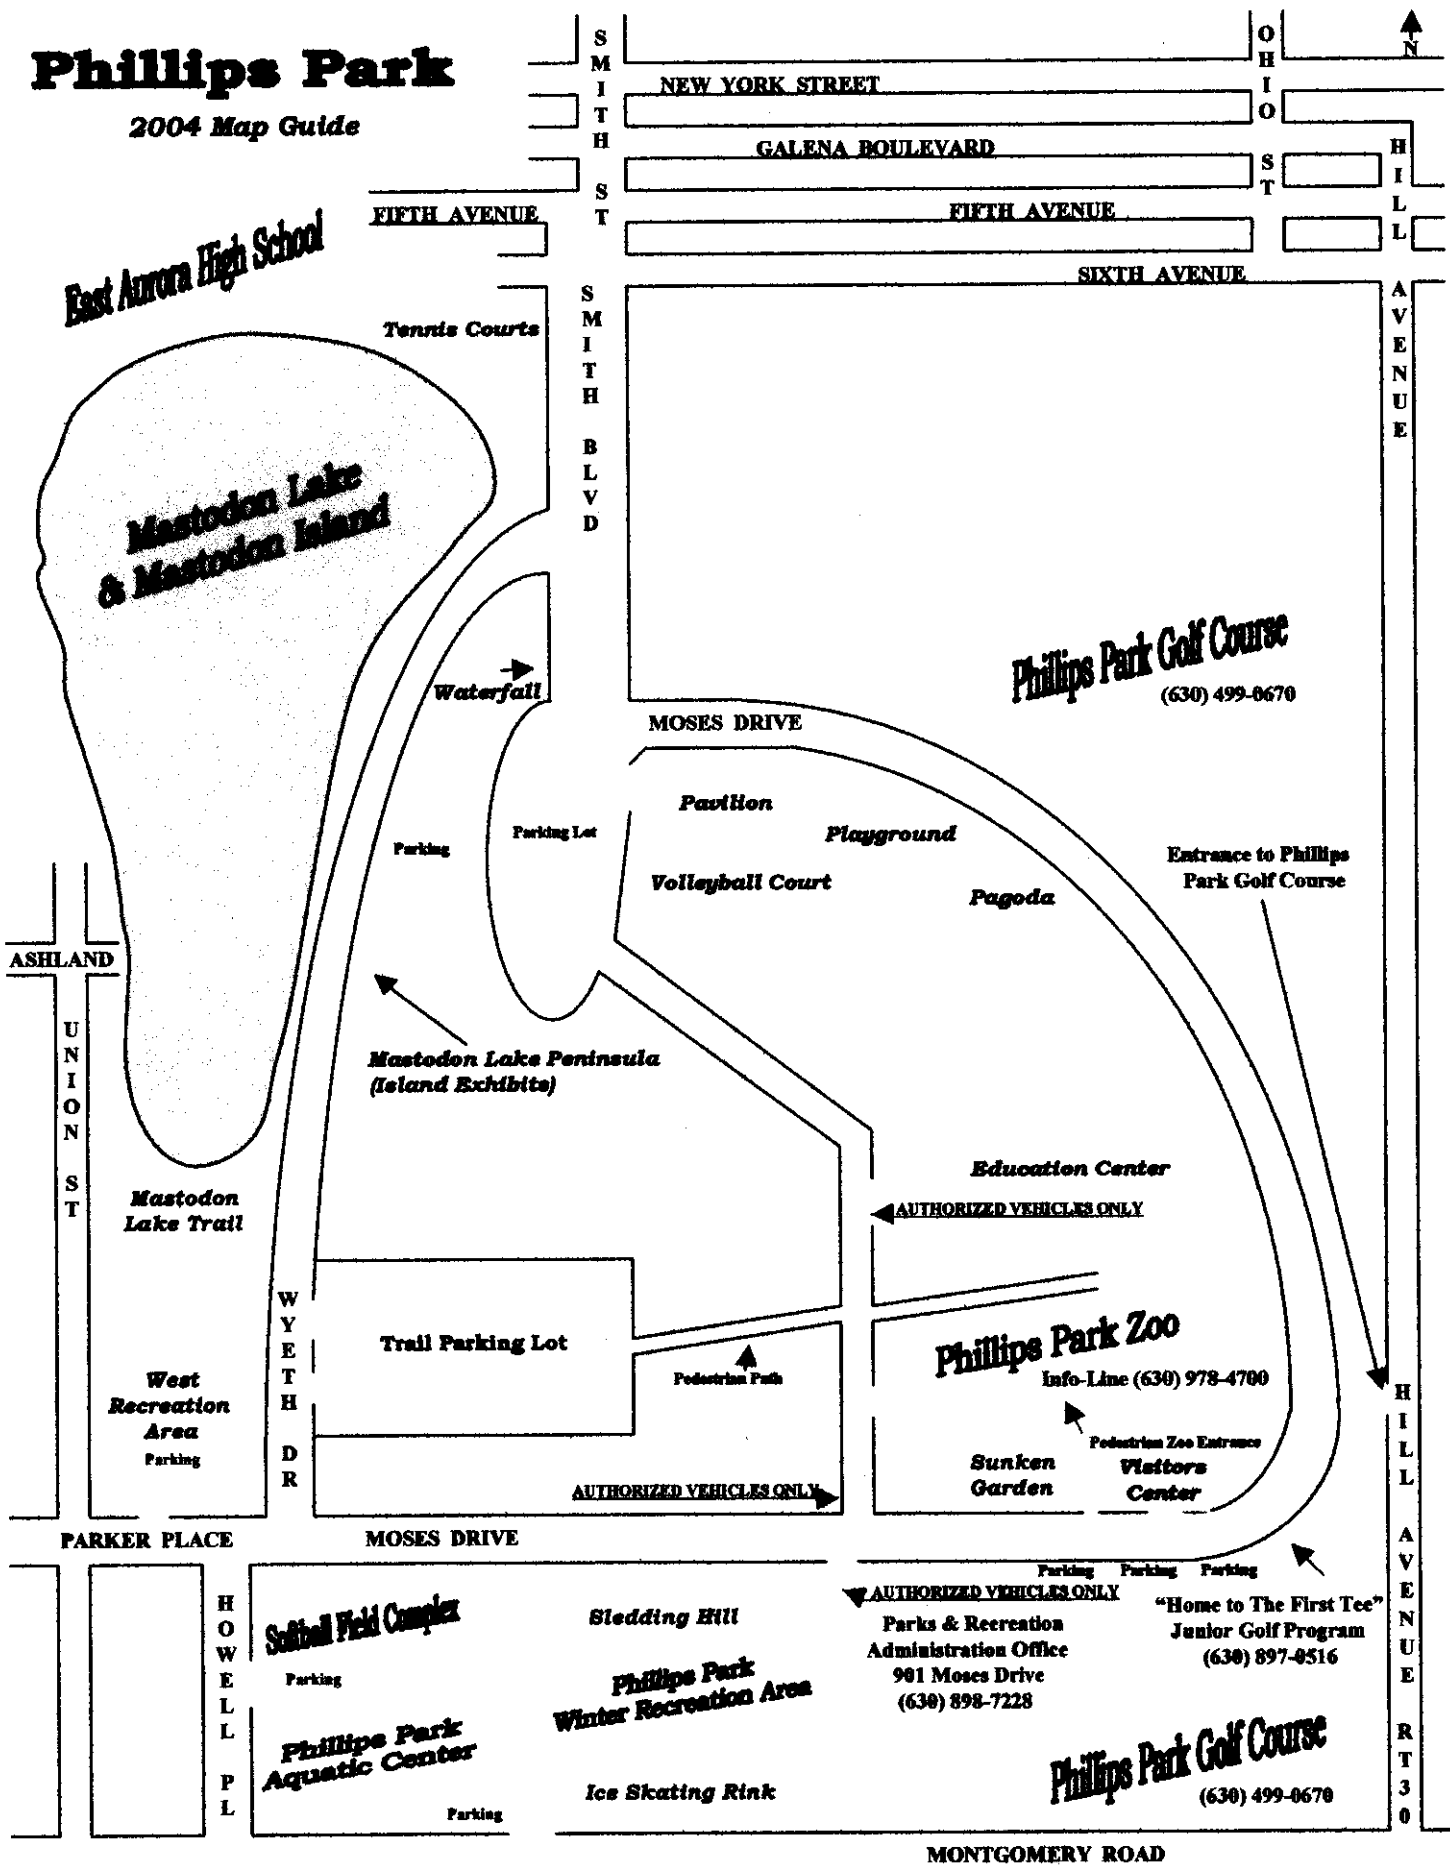 Phillips Park
2004 Map Guide
SMITH ST
OHIO ST
N
NEW YORK STREET
GALENA BOULEVARD
HILL AVENUE
FIFTH AVENUE
FIFTH AVENUE
SIXTH AVENUE
East Aurora High School
Tennis Courts
SMITH BLVD
Mastodon Lake
& Mastodon Island
Waterfall
Phillips Park Golf Course
(630) 499-0670
MOSES DRIVE
Pavilion
Parking Lot
Playground
Parking
Volleyball Court
Pagoda
Entrance to Phillips
Park Golf Course
ASHLAND
UNION ST
Mastodon Lake Peninsula
(Island Exhibits)
Mastodon
Lake Trail
Education Center
AUTHORIZED VEHICLES ONLY
WYETH DR
Trail Parking Lot
Pedestrian Path
Phillips Park Zoo
Info-Line (630) 978-4700
West
Recreation
Area
Parking
Pedestrian Zoo Entrance
Sunken
Garden
Visitors
Center
HILL AVENUE RT30
AUTHORIZED VEHICLES ONLY
PARKER PLACE
MOSES DRIVE
Parking Parking Parking
AUTHORIZED VEHICLES ONLY
HOWELL PL
Softball Field Complex
Parking
Sledding Hill
Parks & Recreation
Administration Office
901 Moses Drive
(630) 898-7228
"Home to The First Tee"
Junior Golf Program
(630) 897-0516
Phillips Park
Winter Recreation Area
Phillips Park
Aquatic Center
Parking
Ice Skating Rink
Phillips Park Golf Course
(630) 499-0670
MONTGOMERY ROAD